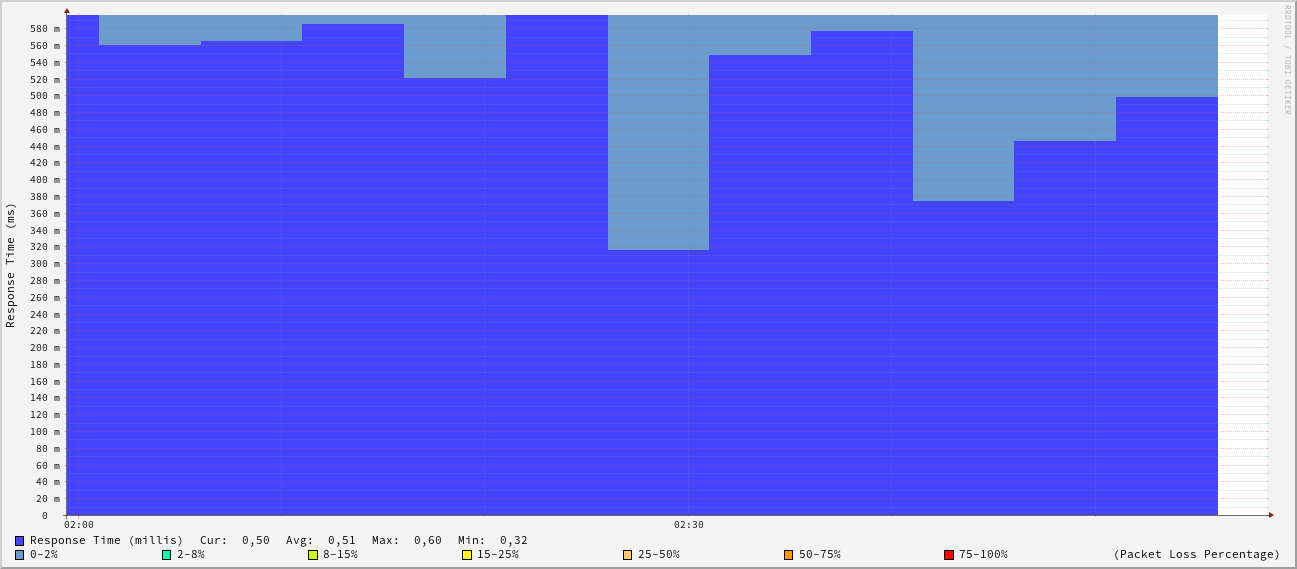 RRDTOOL / TOBI OETIKER
Response Time (ms)
580 m
560 m
540 m
520 m
500 m
480 m
460 m
440 m
420 m
400 m
380 m
360 m
340 m
320 m
300 m
280 m
260 m
240 m
220 m
200 m
180 m
160 m
140 m
120 m
100 m
80 m
60 m
40 m
20 m
0
02:00 02:30
Response Time (millis) Cur: 0,50 Avg: 0,51 Max: 0,60 Min: 0,32
0-2% 2-8% 8-15% 15-25% 25-50% 50-75% 75-100% (Packet Loss Percentage)